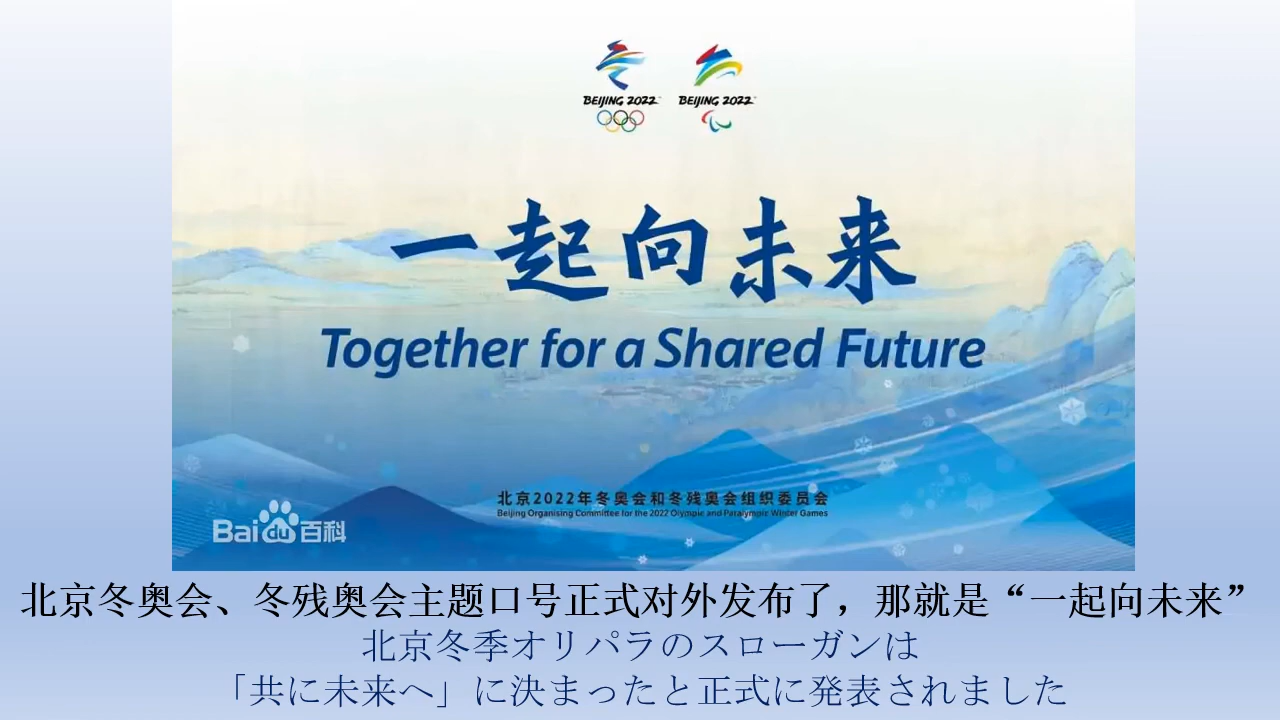 BEIJING 2022 BEIJING 2022
一起向未来
Together for a Shared Future
北京2022年冬奥会和冬残奥会组织委员会
Beijing Organising Committee for the 2022 Olympic and Paralympic Winter Games
Bai du 百科
北京冬奥会、冬残奥会主题口号正式对外发布了，那就是“一起向未来”
北京冬季オリパラのスローガンは
「共に未来へ」に決まったと正式に発表されました